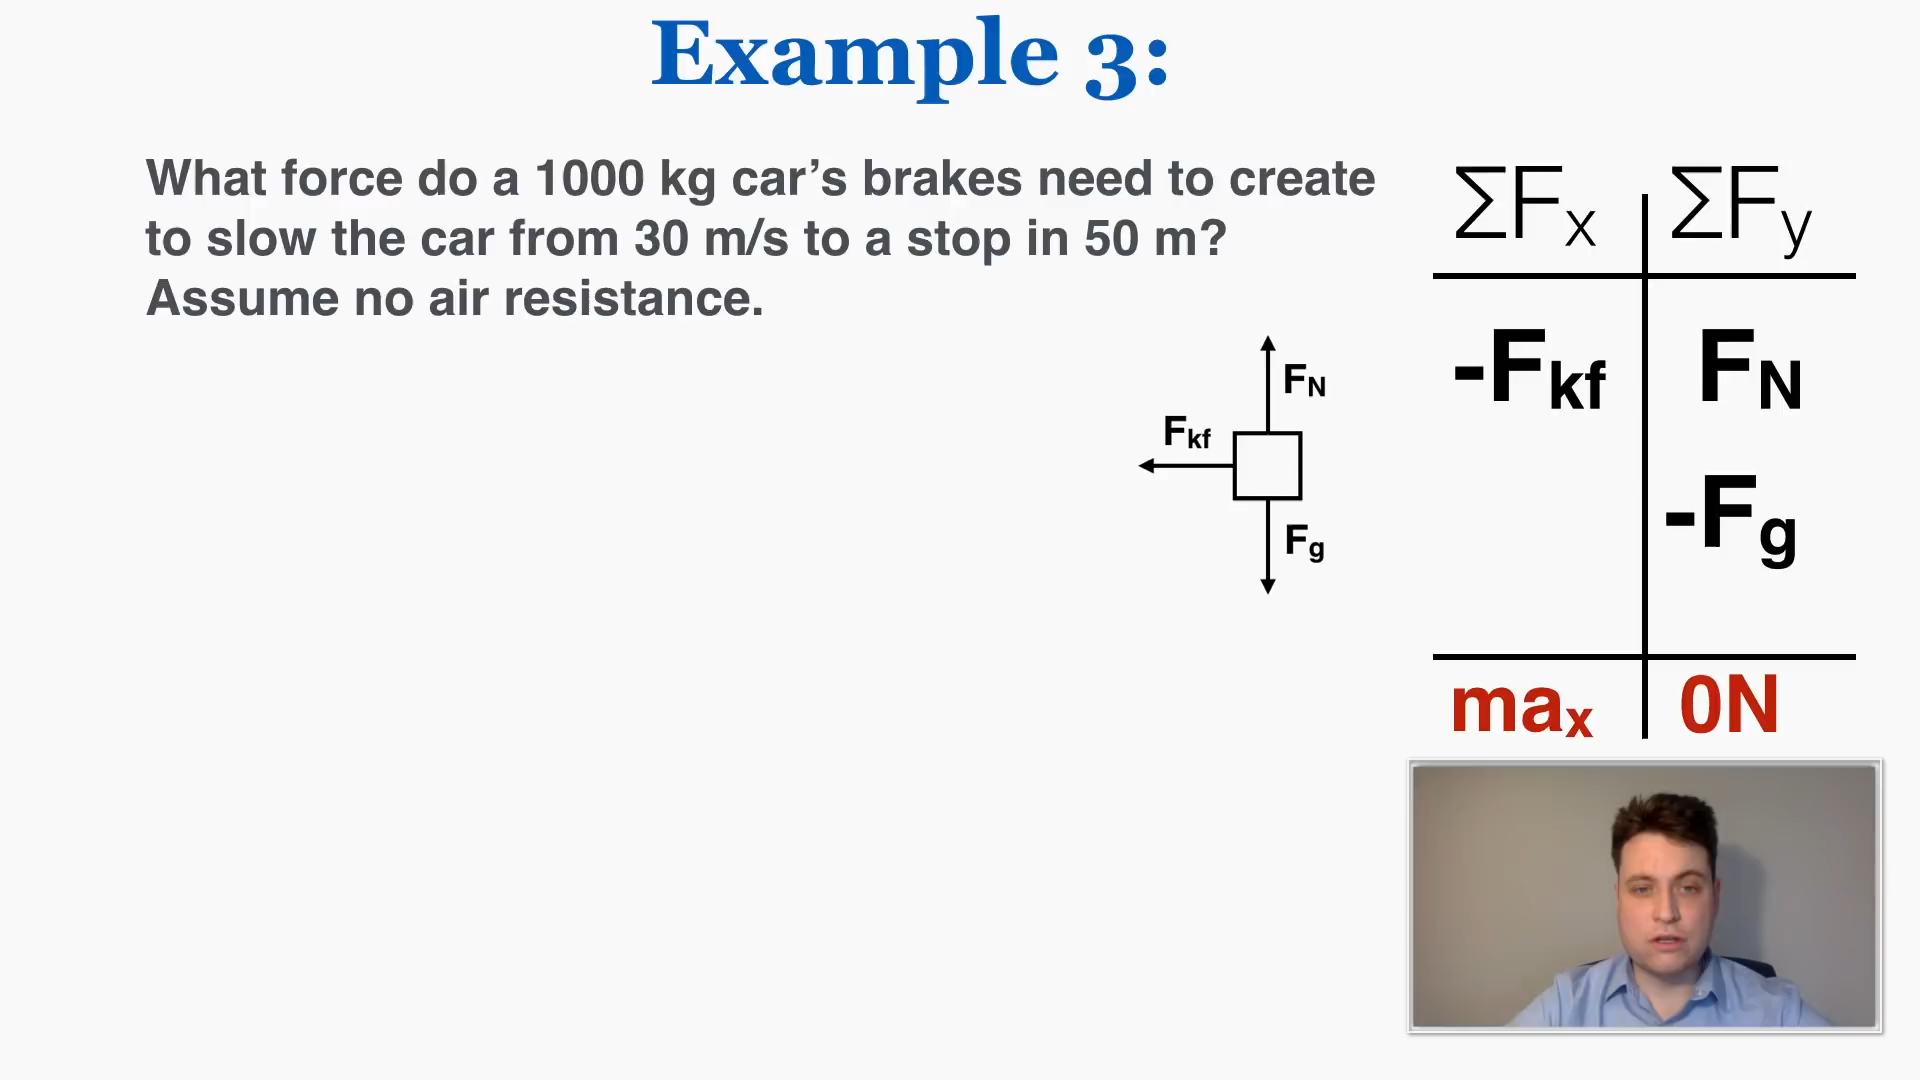 Example 3:
What force do a 1000 kg car’s brakes need to create
to slow the car from 30 m/s to a stop in 50 m?
Assume no air resistance.
FN
Fkf
Fg
ΣFx ΣFy
-Fkf FN
-Fg
max 0N